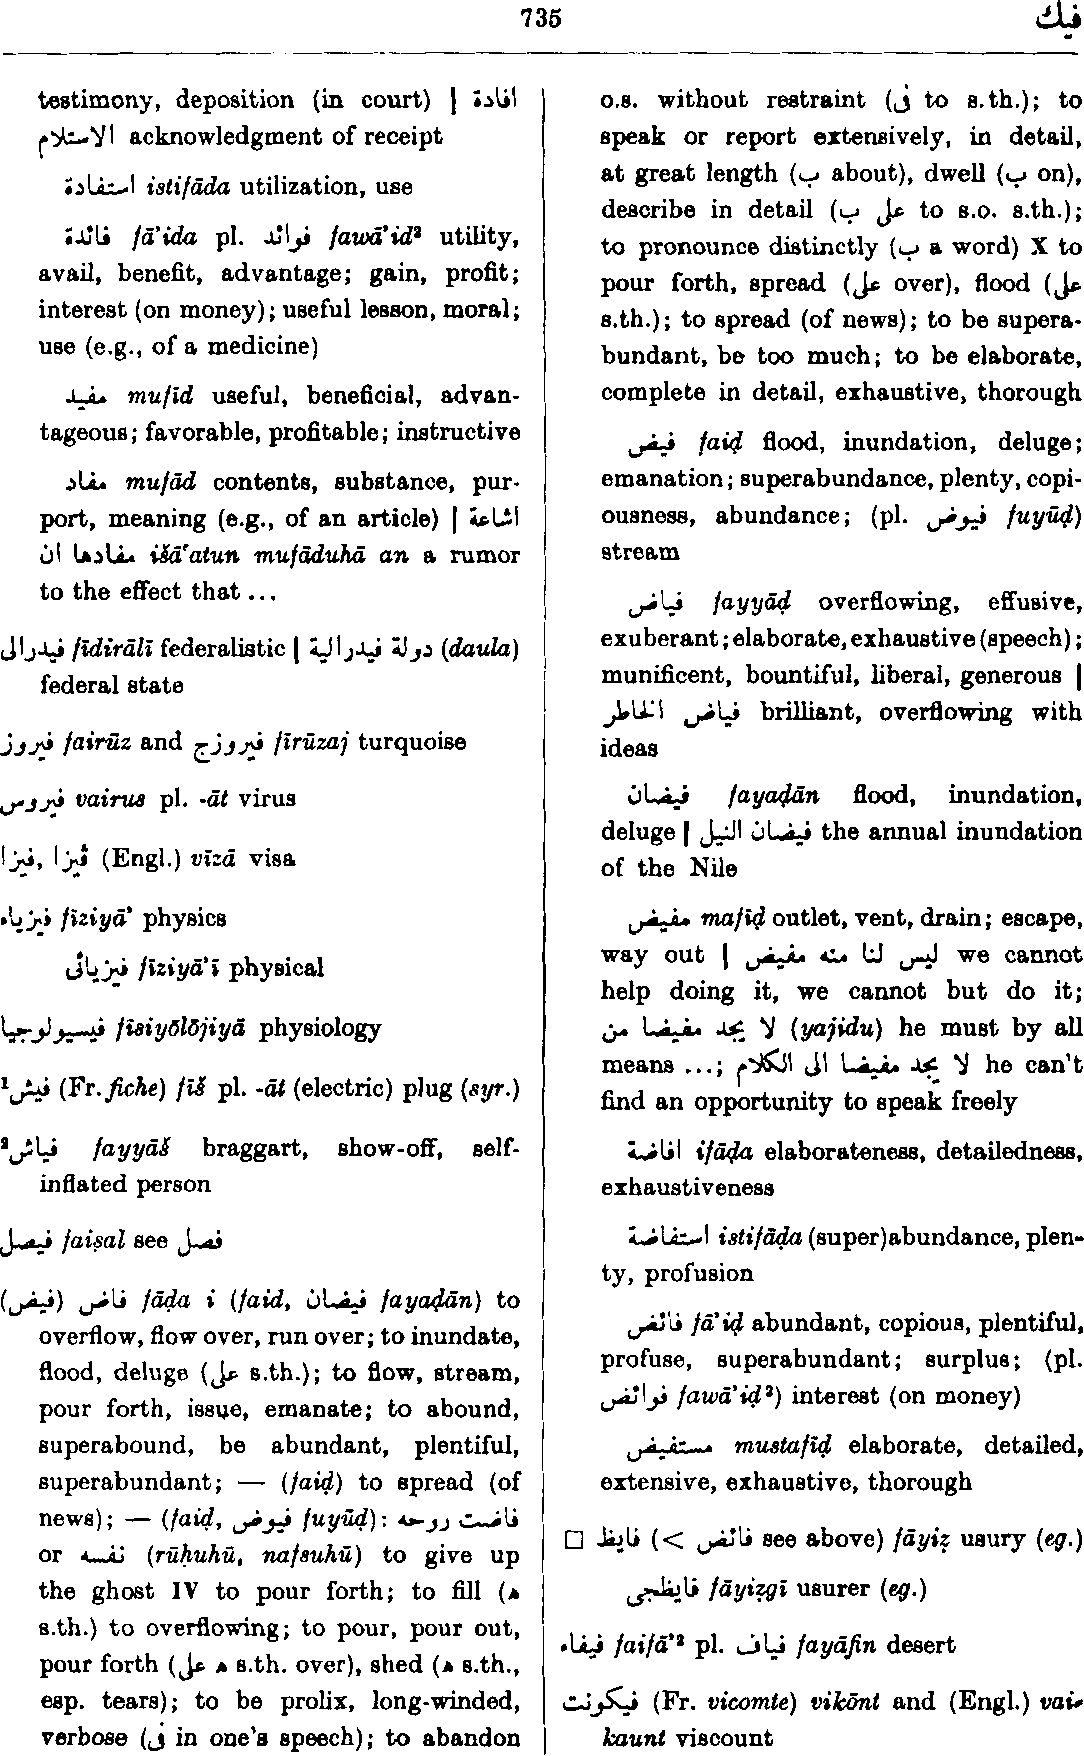 735
فيك
testimony, deposition (in court) | افادة
الاستلام acknowledgment of receipt
استفادة istifāda utilization, use
فائدة fā’ida pl. فوائد fawā’id² utility,
avail, benefit, advantage; gain, profit;
interest (on money); useful lesson, moral;
use (e.g., of a medicine)
مفيد mufīd useful, beneficial, advan-
tageous; favorable, profitable; instructive
مفاد mufād contents, substance, pur-
port, meaning (e.g., of an article) | اشاعة
مفادها ان išā‘atun mufāduhā an a rumor
to the effect that ...
فيدرالى fīdirālī federalistic | دولة فيدرالية (daula)
federal state
فيروز fairūz and فيروزج fīrūzaj turquoise
فيروس vairus pl. -āt virus
فيزا, ڤيزا (Engl.) vīzā visa
فيزياء fīziyā’ physics
فيزيائى fīziyā’ī physical
فيسيولوجيا fīsiyōlōjiyā physiology
¹فيش (Fr. fiche) fīš pl. -āt (electric) plug (syr.)
²فياش fayyāš braggart, show-off, self-
inflated person
فيصل faiṣal see فصل
(فيض) فاض fāḍa i (faid, فيضان fayaḍān) to
overflow, flow over, run over; to inundate,
flood, deluge (على s.th.); to flow, stream,
pour forth, issue, emanate; to abound,
superabound, be abundant, plentiful,
superabundant; — (faiḍ) to spread (of
news); — (faiḍ, فيوض fuyūḍ): فاضت روحه
or نفسه (rūḥuhū, nafsuhū) to give up
the ghost IV to pour forth; to fill (ه
s.th.) to overflowing; to pour, pour out,
pour forth (ه على s.th. over), shed (ه s.th.,
esp. tears); to be prolix, long-winded,
verbose (فى in one's speech); to abandon
o.s. without restraint (فى to s.th.); to
speak or report extensively, in detail,
at great length (ب about), dwell (ب on),
describe in detail (على ب to s.o. s.th.);
to pronounce distinctly (ب a word) X to
pour forth, spread (على over), flood (على
s.th.); to spread (of news); to be supera-
bundant, be too much; to be elaborate,
complete in detail, exhaustive, thorough
فيض faiḍ flood, inundation, deluge;
emanation; superabundance, plenty, copi-
ousness, abundance; (pl. فيوض fuyūḍ)
stream
فياض fayyāḍ overflowing, effusive,
exuberant; elaborate, exhaustive (speech);
munificent, bountiful, liberal, generous |
فياض الخاطر brilliant, overflowing with
ideas
فيضان fayaḍān flood, inundation,
deluge | فيضان النيل the annual inundation
of the Nile
مفيض mafīḍ outlet, vent, drain; escape,
way out | ليس لنا منه مفيض we cannot
help doing it, we cannot but do it;
لا يجد مفيضا من (yajidu) he must by all
means ...; لا يجد مفيضا الى الكلام he can't
find an opportunity to speak freely
افاضة ifāḍa elaborateness, detailedness,
exhaustiveness
استفاضة istifāḍa (super)abundance, plen-
ty, profusion
فائض fā’iḍ abundant, copious, plentiful,
profuse, superabundant; surplus; (pl.
فوائض fawā’iḍ²) interest (on money)
مستفيض mustafīḍ elaborate, detailed,
extensive, exhaustive, thorough
□ فايظ (< فائض see above) fāyiẓ usury (eg.)
فايظجى fāyiẓgī usurer (eg.)
فيفاء faifā’² pl. فياف fayāfin desert
فيكونت (Fr. vicomte) vikōnt and (Engl.) vai-
kaunt viscount